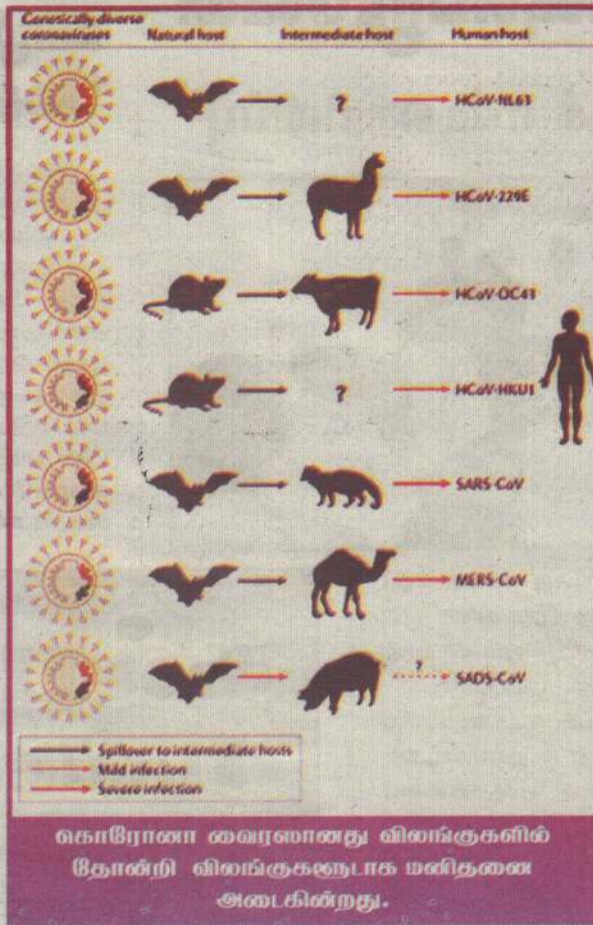 Genetically diverse
coronaviruses Natural host Intermediate host Human host
? HCoV-NL63
HCoV-229E
HCoV-OC43
? HCoV-HKU1
SARS-CoV
MERS-CoV
? SADS-CoV
Spillover to intermediate hosts
Mild infection
Severe infection
கொரோனா வைரஸானது விலங்குகளில்
தோன்றி விலங்குகளூடாக மனிதனை
அடைகின்றது.